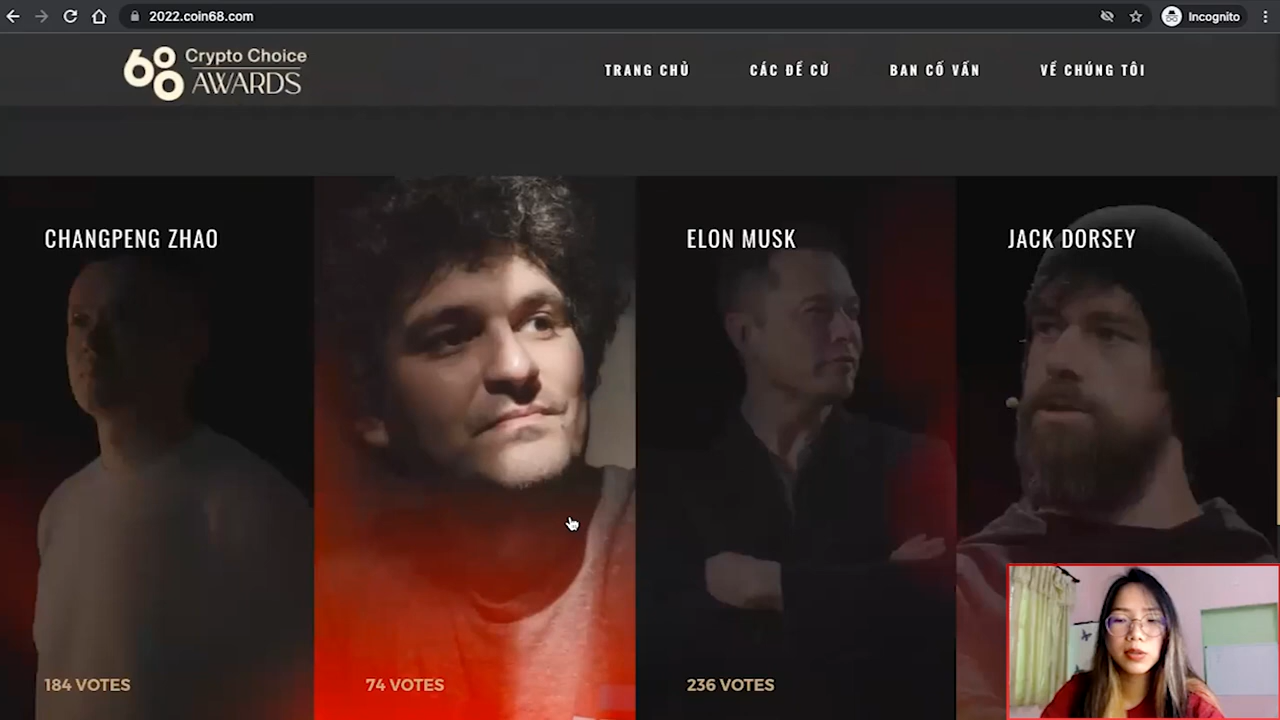 2022.coin68.com
Incognito
68 Crypto Choice
AWARDS
TRANG CHỦ
CÁC ĐỀ CỬ
BAN CỐ VẤN
VỀ CHÚNG TÔI
CHANGPENG ZHAO
ELON MUSK
JACK DORSEY
184 VOTES
74 VOTES
236 VOTES